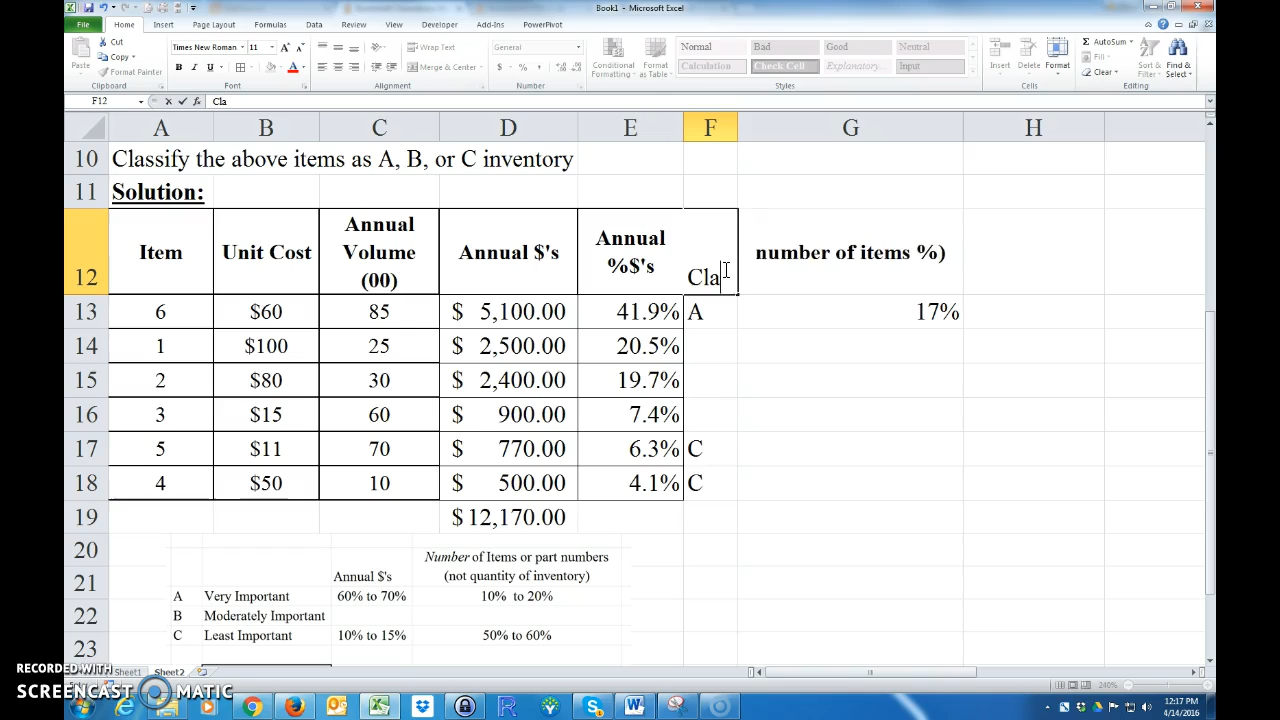 Book1 - Microsoft Excel
File Home Insert Page Layout Formulas Data Review View Developer Add-Ins PowerPivot
Cut
Copy
Format Painter
Paste
Times New Roman 11
Wrap Text
Merge & Center
General
Conditional Formatting
Format as Table
Normal Bad Good Neutral
Calculation Check Cell Explanatory... Input
Insert Delete Format
AutoSum
Fill
Clear
Sort & Filter
Find & Select
Clipboard Font Alignment Number Styles Cells Editing
F12 Cla
A B C D E F G H
10 Classify the above items as A, B, or C inventory
11 Solution:
12 Item Unit Cost Annual Volume (00) Annual $'s Annual %$'s Cla number of items %)
13 6 $60 85 $ 5,100.00 41.9% A 17%
14 1 $100 25 $ 2,500.00 20.5%
15 2 $80 30 $ 2,400.00 19.7%
16 3 $15 60 $ 900.00 7.4%
17 5 $11 70 $ 770.00 6.3% C
18 4 $50 10 $ 500.00 4.1% C
19 $12,170.00
20 Number of Items or part numbers
21 Annual $'s (not quantity of inventory)
A Very Important 60% to 70% 10% to 20%
22 B Moderately Important
23 C Least Important 10% to 15% 50% to 60%
Sheet1 Sheet2
240%
RECORDED WITH
SCREENCAST MATIC
12:17 PM
4/14/2016